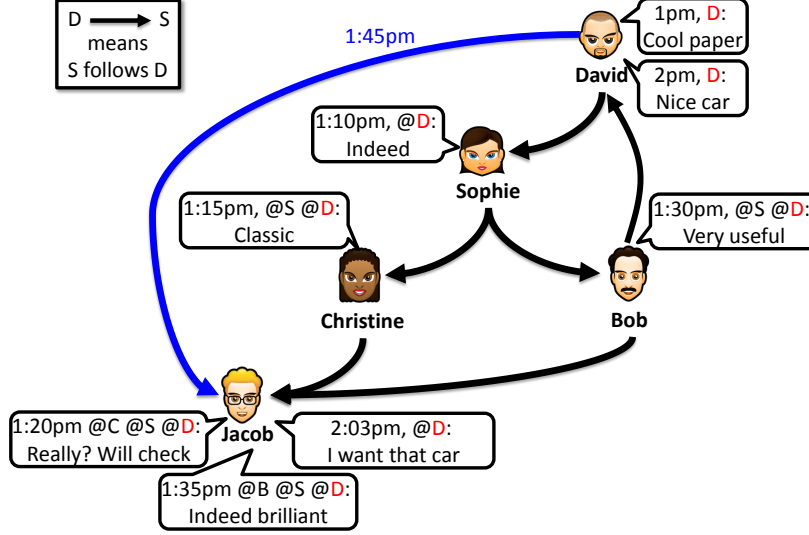 D S
means
S follows D
1:45pm
1pm, D:
Cool paper
David
2pm, D:
Nice car
1:10pm, @D:
Indeed
Sophie
1:15pm, @S @D:
Classic
1:30pm, @S @D:
Very useful
Christine
Bob
1:20pm @C @S @D:
Really? Will check
Jacob
2:03pm, @D:
I want that car
1:35pm @B @S @D:
Indeed brilliant